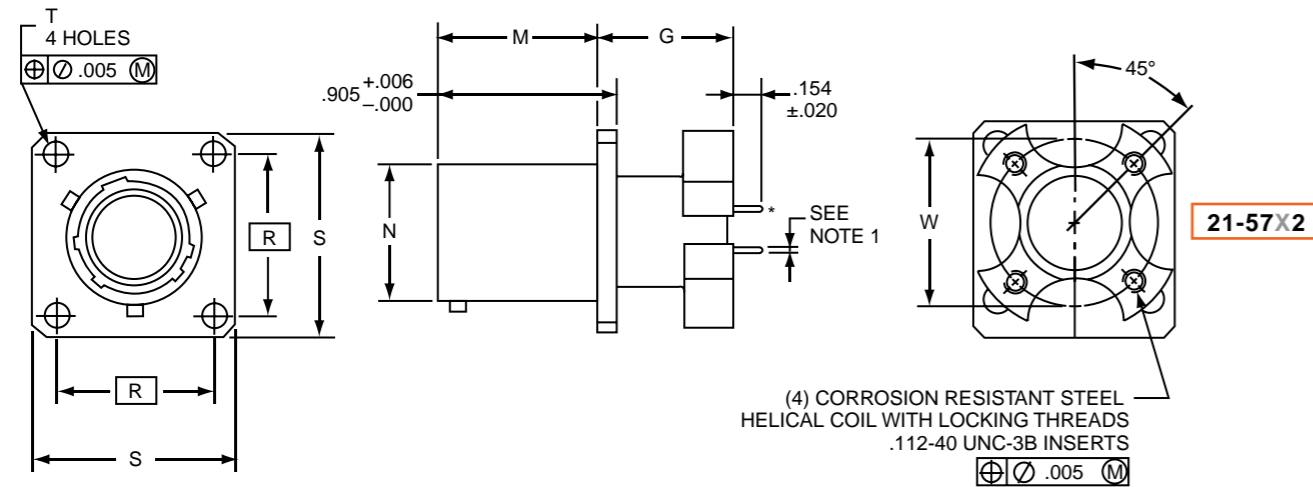 T
4 HOLES
⌖ ⌀ .005 Ⓜ
R
S
R
S
M
G
.905 +.006
–.000
.154
±.020
N
*
SEE
NOTE 1
45°
W
21-57X2
(4) CORROSION RESISTANT STEEL
HELICAL COIL WITH LOCKING THREADS
.112-40 UNC-3B INSERTS
⌖ ⌀ .005 Ⓜ